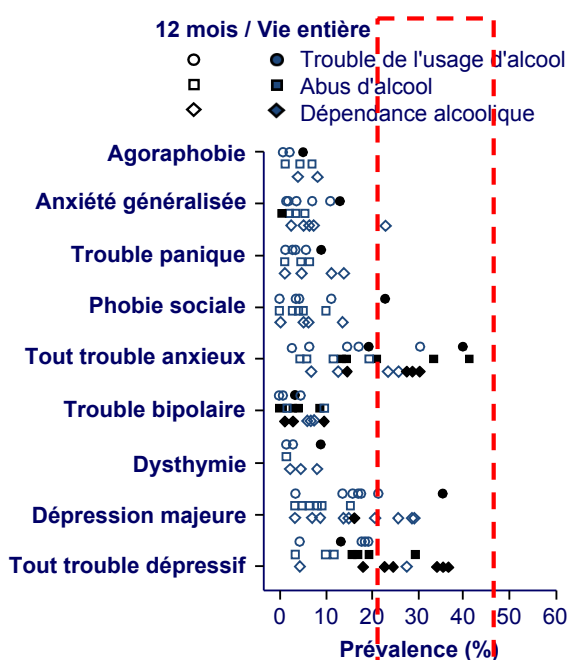 12 mois / Vie entière
Trouble de l'usage d'alcool
Abus d'alcool
Dépendance alcoolique
Agoraphobie
Anxiété généralisée
Trouble panique
Phobie sociale
Tout trouble anxieux
Trouble bipolaire
Dysthymie
Dépression majeure
Tout trouble dépressif
0 10 20 30 40 50 60
Prévalence (%)